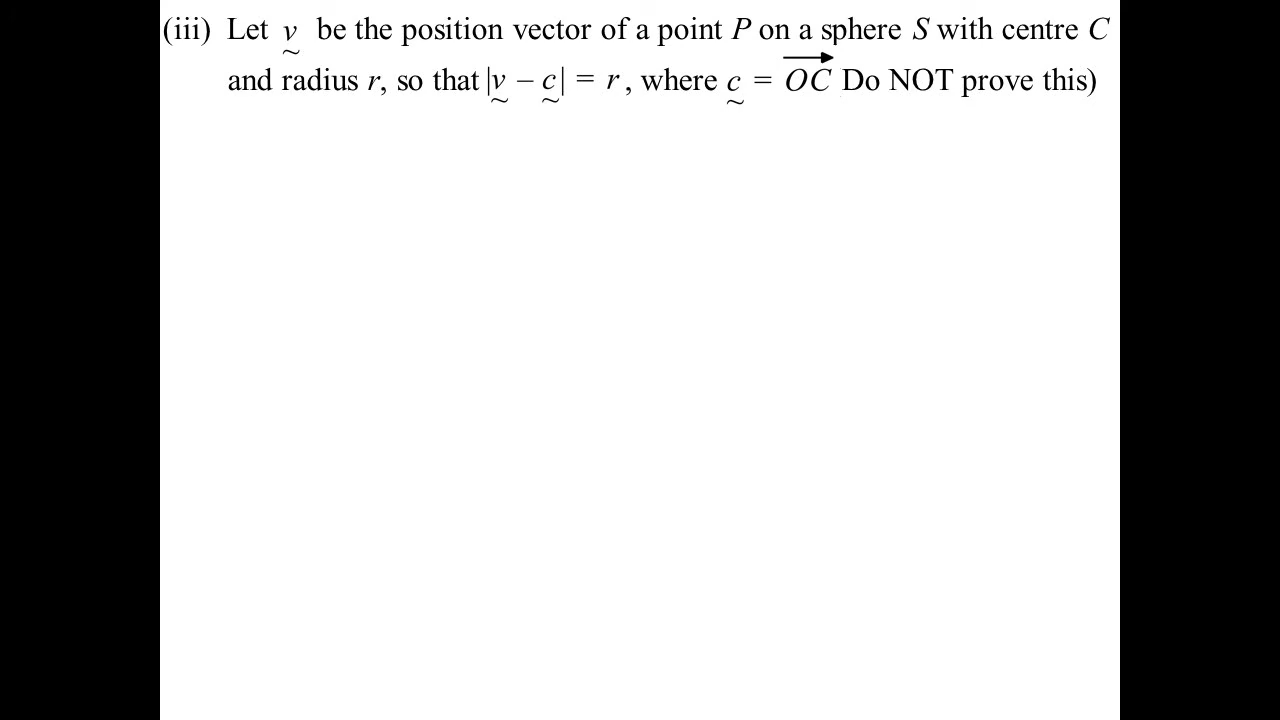 (iii) Let v be the position vector of a point P on a sphere S with centre C
and radius r, so that |v − c| = r, where c = OC Do NOT prove this)